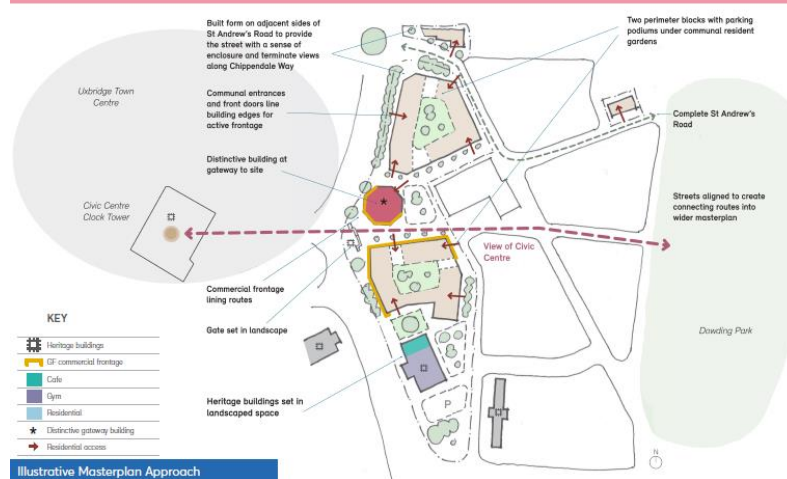 Built form on adjacent sides of
St Andrew's Road to provide
the street with a sense of
enclosure and terminate views
along Chippendale Way
Two perimeter blocks with parking
podiums under communal resident
gardens
Uxbridge Town
Centre
Communal entrances
and front doors line
building edges for
active frontage
Complete St Andrew's
Road
Distinctive building at
gateway to site
Civic Centre
Clock Tower
Streets aligned to create
connecting routes into
wider masterplan
View of Civic
Centre
Commercial frontage
lining routes
Gate set in landscape
Dowding Park
Heritage buildings set in
landscaped space
P
N
KEY
Heritage buildings
GF commercial frontage
Cafe
Gym
Residential
Distinctive gateway building
Residential access
Illustrative Masterplan Approach